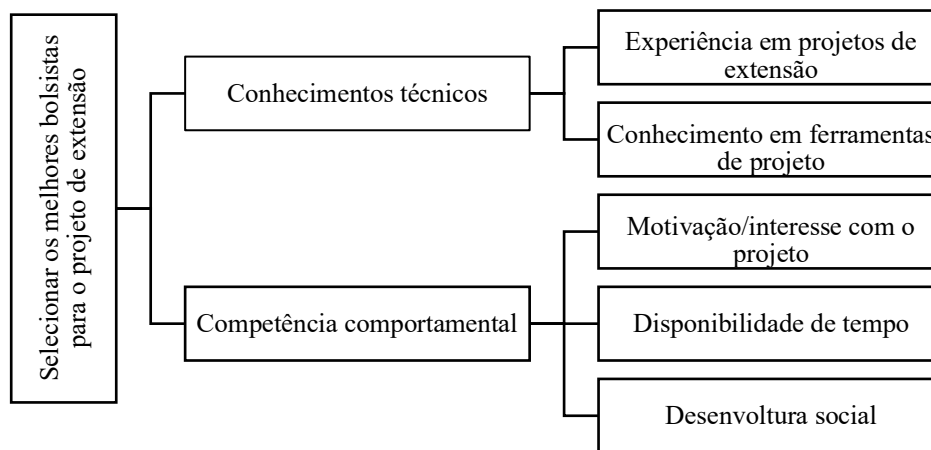 Selecionar os melhores bolsistas
para o projeto de extensão
Conhecimentos técnicos
Experiência em projetos de
extensão
Conhecimento em ferramentas
de projeto
Competência comportamental
Motivação/interesse com o
projeto
Disponibilidade de tempo
Desenvoltura social